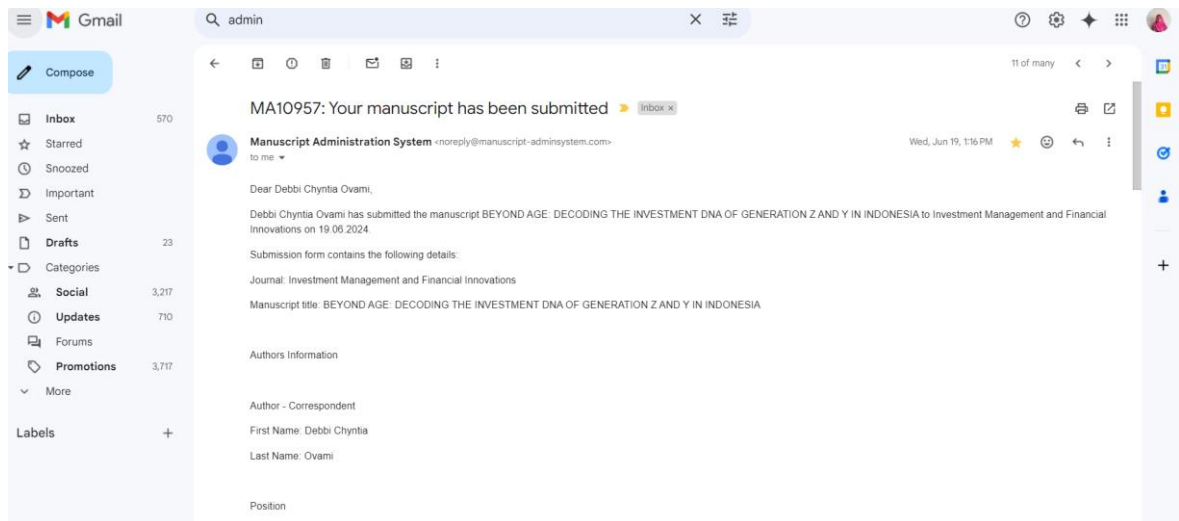 Gmail
admin
Compose
11 of many
Inbox 570
Starred
Snoozed
Important
Sent
Drafts 23
Categories
Social 3,217
Updates 710
Forums
Promotions 3,717
More
Labels
MA10957: Your manuscript has been submitted Inbox x
Manuscript Administration System <noreply@manuscript-adminsystem.com> Wed, Jun 19, 1:16 PM
to me
Dear Debbi Chyntia Ovami,
Debbi Chyntia Ovami has submitted the manuscript BEYOND AGE: DECODING THE INVESTMENT DNA OF GENERATION Z AND Y IN INDONESIA to Investment Management and Financial
Innovations on 19.06.2024.
Submission form contains the following details:
Journal: Investment Management and Financial Innovations
Manuscript title: BEYOND AGE: DECODING THE INVESTMENT DNA OF GENERATION Z AND Y IN INDONESIA
Authors Information
Author - Correspondent
First Name: Debbi Chyntia
Last Name: Ovami
Position